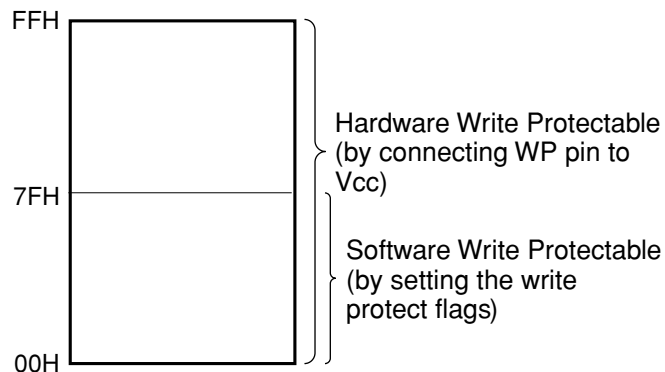 FFH
Hardware Write Protectable
(by connecting WP pin to
Vcc)
7FH
Software Write Protectable
(by setting the write
protect flags)
00H